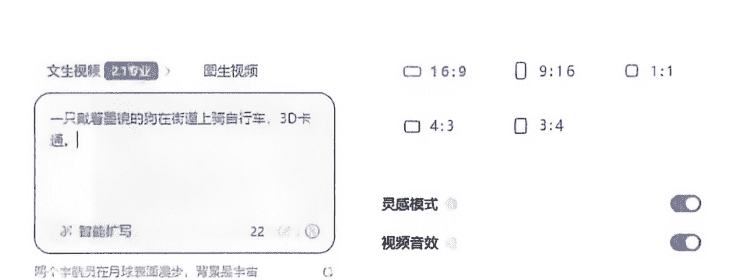 文生视频 2.1专业 > 图生视频
一只戴着墨镜的狗在街道上骑自行车，3D卡
通，
智能扩写 22
两个宇航员在月球表面漫步，背景是宇宙
16:9 9:16 1:1
4:3 3:4
灵感模式
视频音效